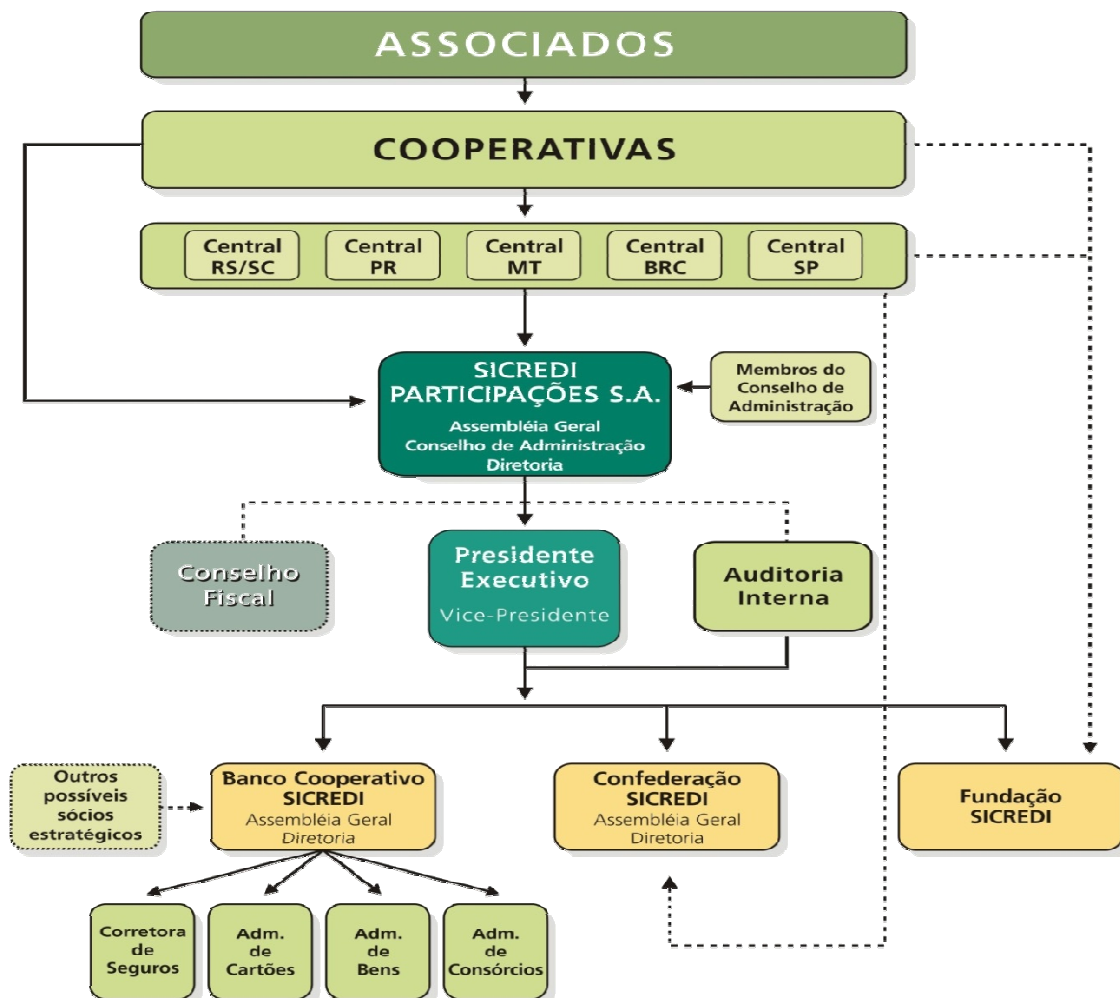 ASSOCIADOS
COOPERATIVAS
Central
RS/SC
Central
PR
Central
MT
Central
BRC
Central
SP
SICREDI
PARTICIPAÇÕES S.A.
Assembléia Geral
Conselho de Administração
Diretoria
Membros do
Conselho de
Administração
Conselho
Fiscal
Presidente
Executivo
Vice-Presidente
Auditoria
Interna
Outros
possíveis
sócios
estratégicos
Banco Cooperativo
SICREDI
Assembléia Geral
Diretoria
Confederação
SICREDI
Assembléia Geral
Diretoria
Fundação
SICREDI
Corretora
de
Seguros
Adm.
de
Cartões
Adm.
de
Bens
Adm.
de
Consórcios